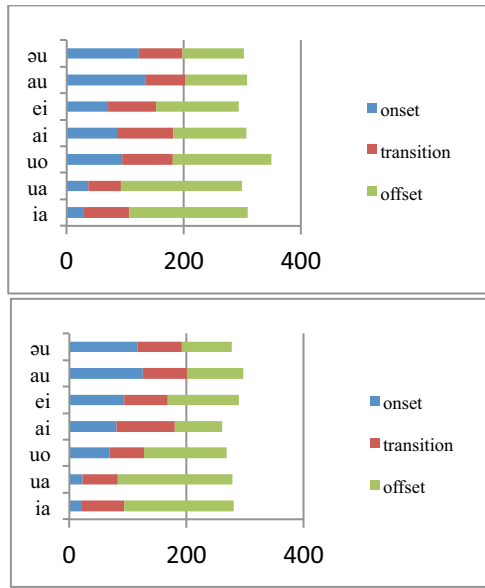 əu
au
ei
ai
uo
ua
ia
0 200 400
onset
transition
offset
əu
au
ei
ai
uo
ua
ia
0 200 400
onset
transition
offset